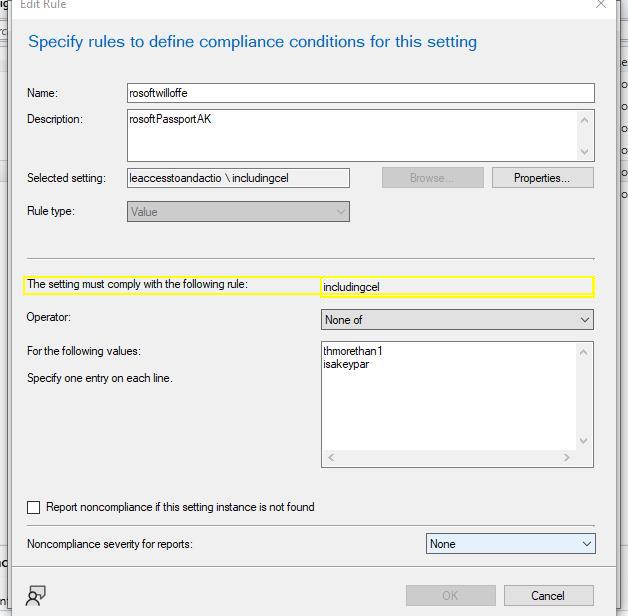 Edit Rule
Specify rules to define compliance conditions for this setting
Name: rosoftwilloffe
Description: rosoftPassportAK
Selected setting: leaccesstoandactio \ includingcel Browse... Properties...
Rule type: Value
The setting must comply with the following rule: includingcel
Operator: None of
For the following values: thmorethan1
isakeypar
Specify one entry on each line.
Report noncompliance if this setting instance is not found
Noncompliance severity for reports: None
OK Cancel